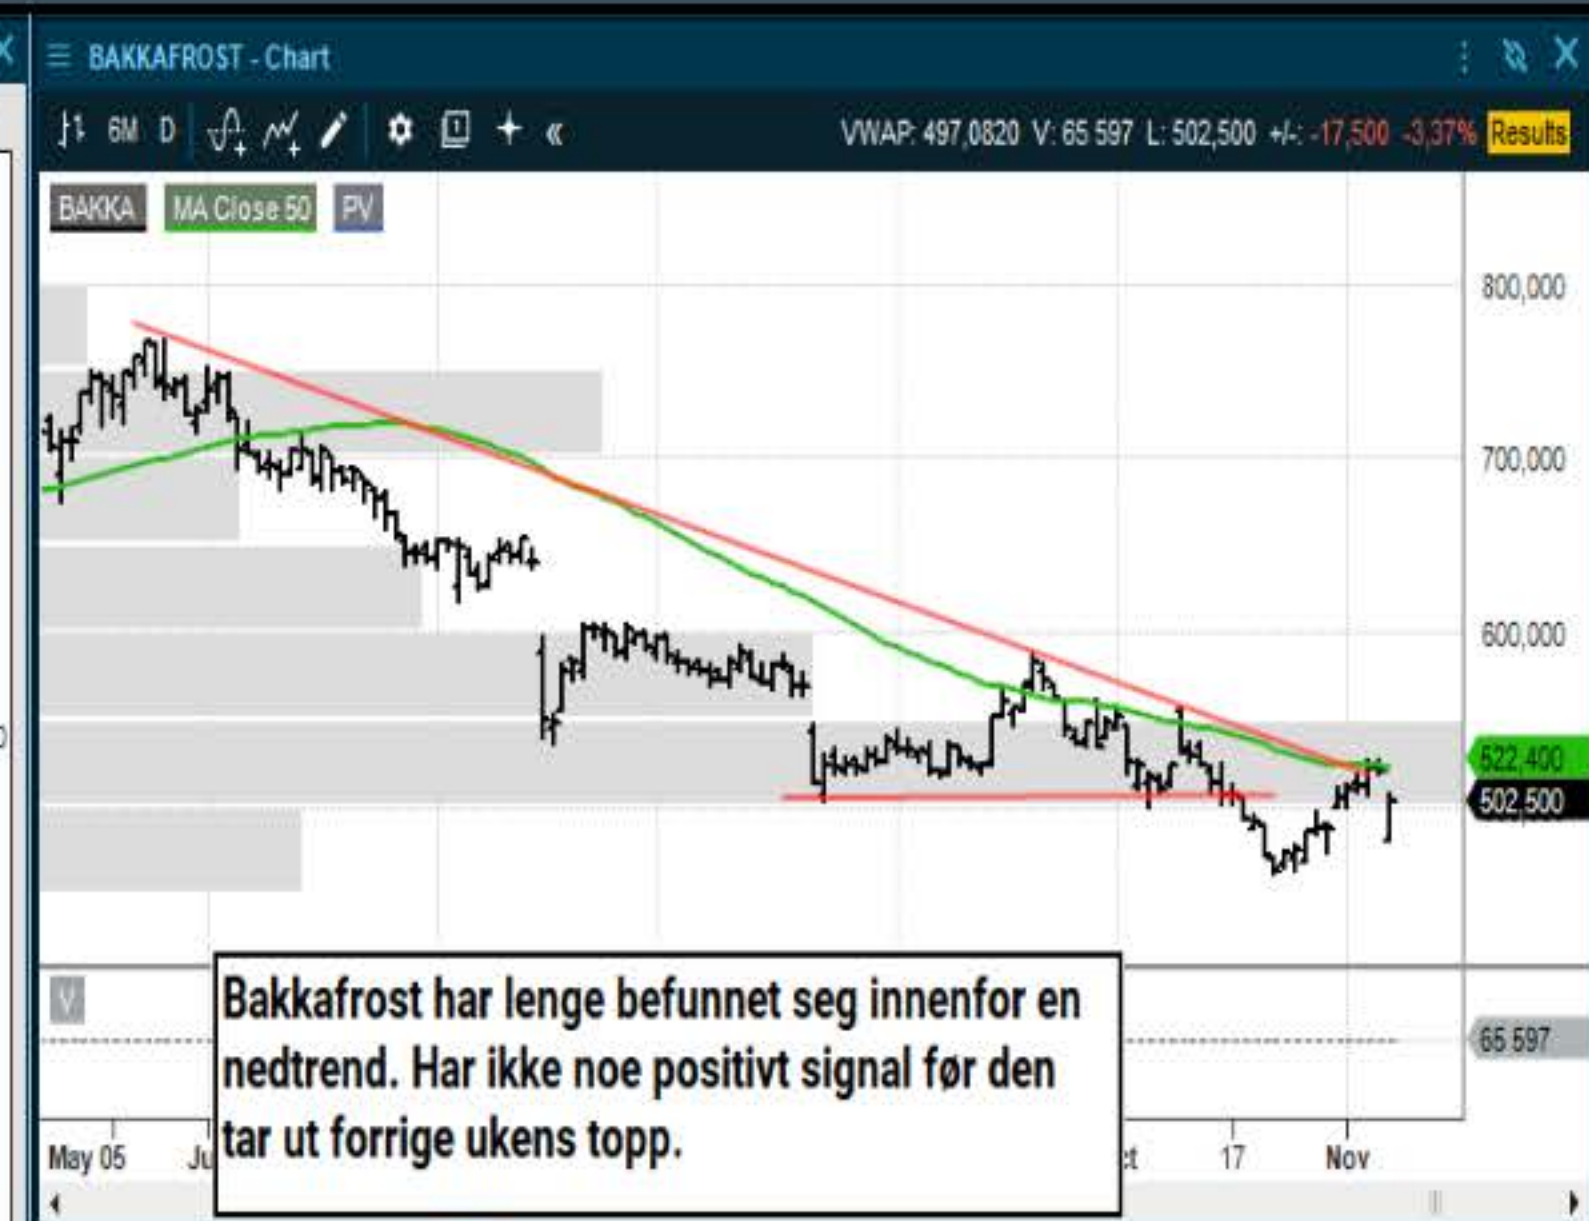 BAKKAFROST - Chart
6M D VWAP: 497,0820 V: 65 597 L: 502,500 +/-: -17,500 -3,37% Results
BAKKA MA Close 50 PV
800,000
700,000
600,000
522,400
502,500
V
65 597
Bakkafrost har lenge befunnet seg innenfor en
nedtrend. Har ikke noe positivt signal før den
tar ut forrige ukens topp.
May 05 Ju ct 17 Nov